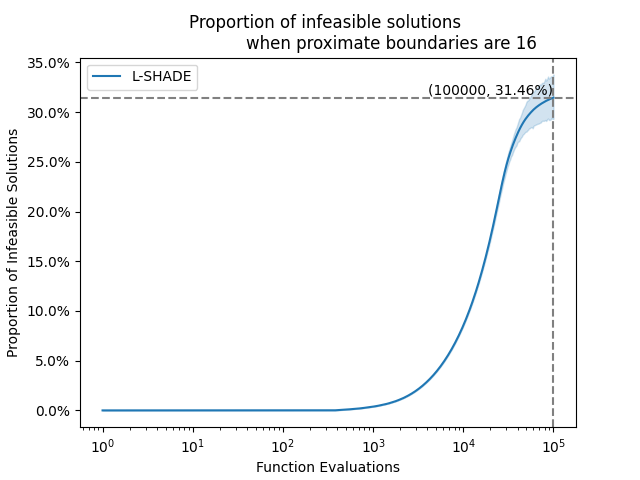 Proportion of infeasible solutions
when proximate boundaries are 16
35.0%
L-SHADE
(100000, 31.46%)
30.0%
25.0%
20.0%
15.0%
10.0%
5.0%
0.0%
Proportion of Infeasible Solutions
10⁰ 10¹ 10² 10³ 10⁴ 10⁵
Function Evaluations